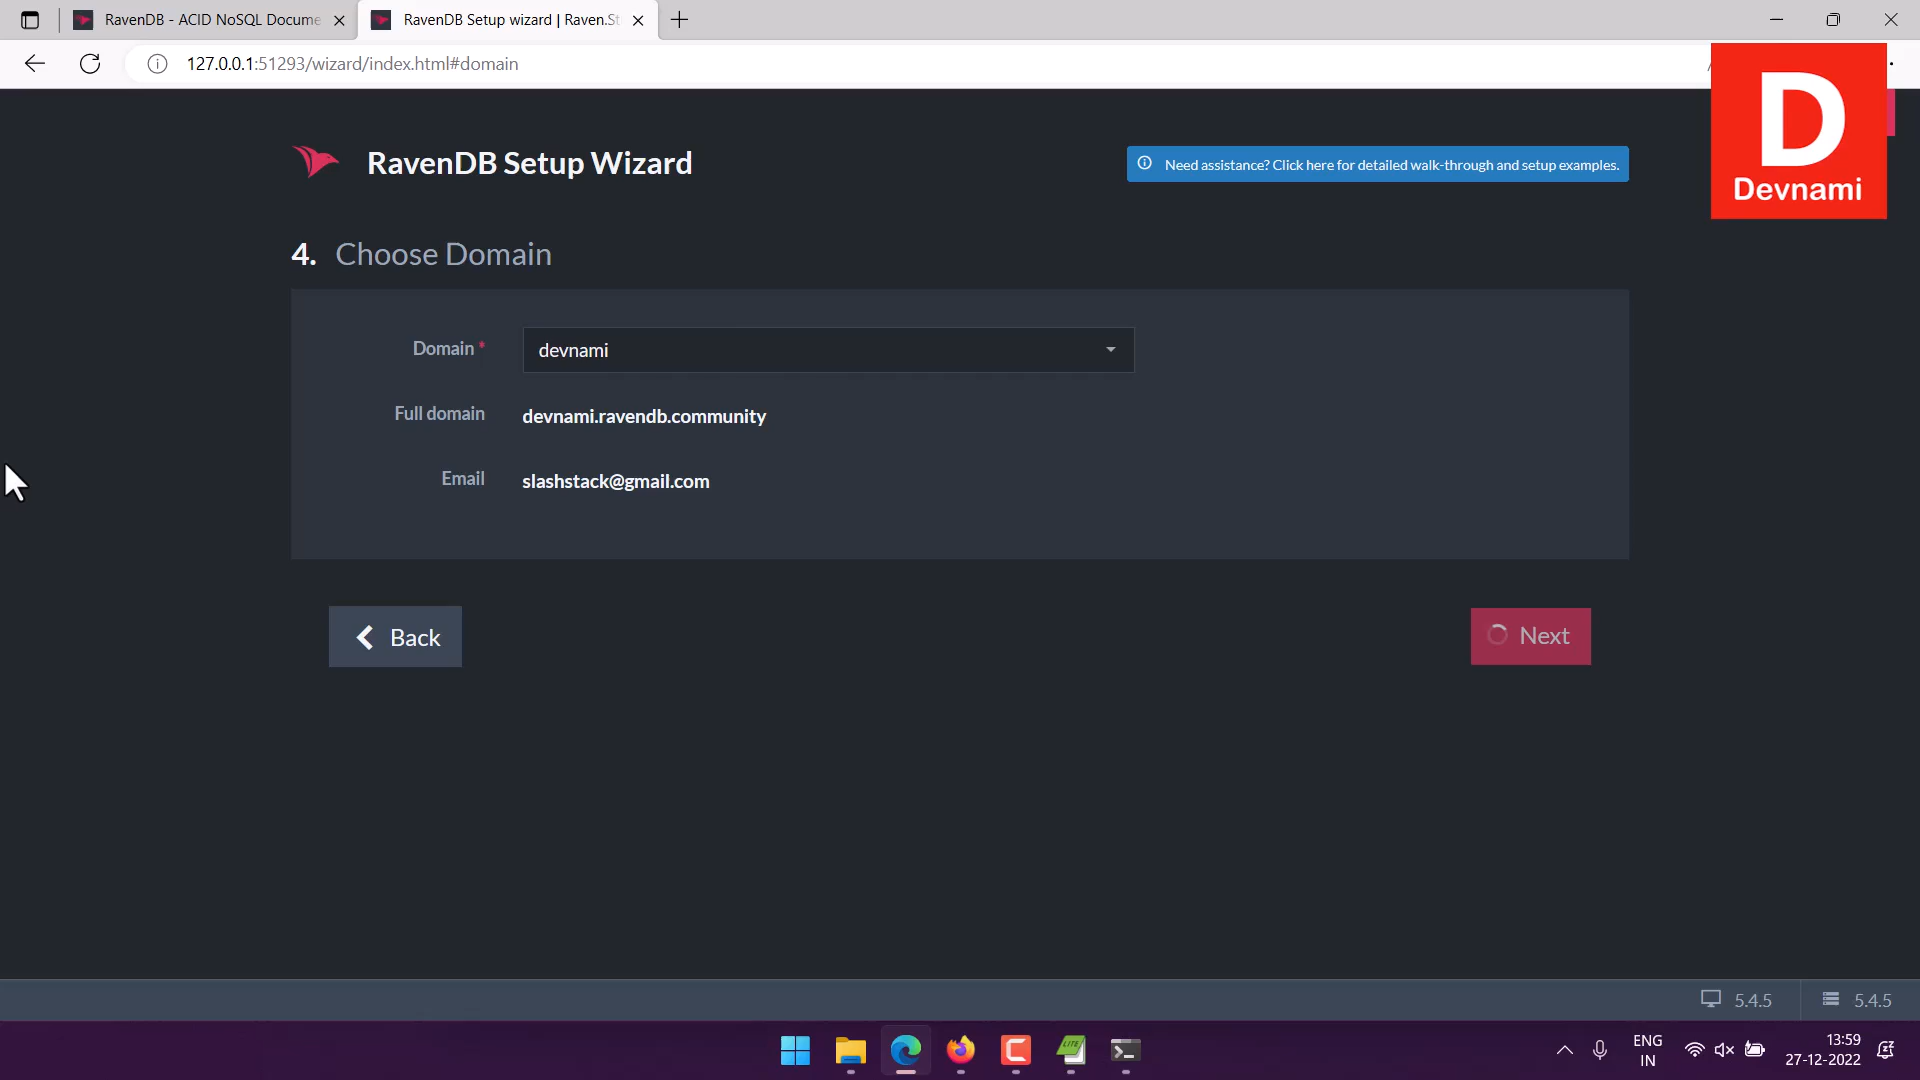 RavenDB - ACID NoSQL Docume
RavenDB Setup wizard | Raven.St
127.0.0.1:51293/wizard/index.html#domain
D
Devnami
RavenDB Setup Wizard
Need assistance? Click here for detailed walk-through and setup examples.
4. Choose Domain
Domain * devnami
Full domain devnami.ravendb.community
Email slashstack@gmail.com
Back
Next
5.4.5
5.4.5
LITE
ENG
IN
13:59
27-12-2022